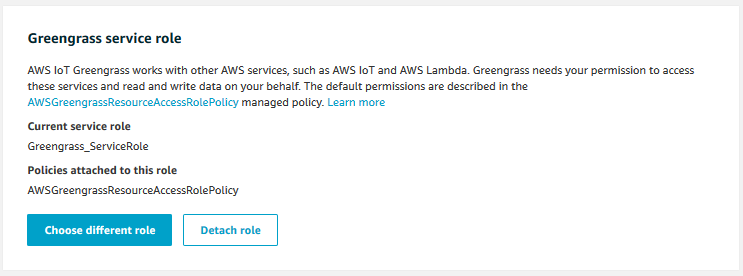 Greengrass service role
AWS IoT Greengrass works with other AWS services, such as AWS IoT and AWS Lambda. Greengrass needs your permission to access
these services and read and write data on your behalf. The default permissions are described in the
AWSGreengrassResourceAccessRolePolicy managed policy. Learn more
Current service role
Greengrass_ServiceRole
Policies attached to this role
AWSGreengrassResourceAccessRolePolicy
Choose different role Detach role